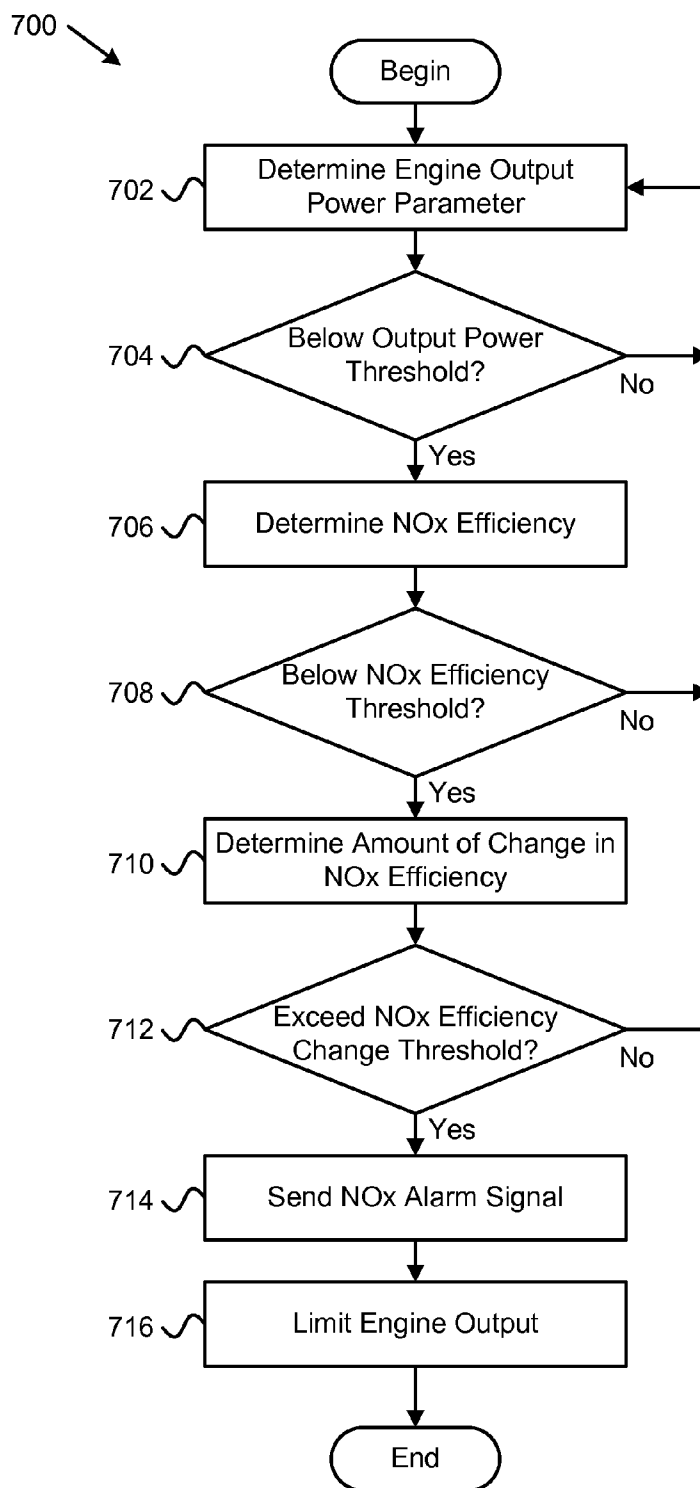 700
Begin
702
Determine Engine Output
Power Parameter
704
Below Output Power
Threshold?
No
Yes
706
Determine NOx Efficiency
708
Below NOx Efficiency
Threshold?
No
Yes
710
Determine Amount of Change in
NOx Efficiency
712
Exceed NOx Efficiency
Change Threshold?
No
Yes
714
Send NOx Alarm Signal
716
Limit Engine Output
End